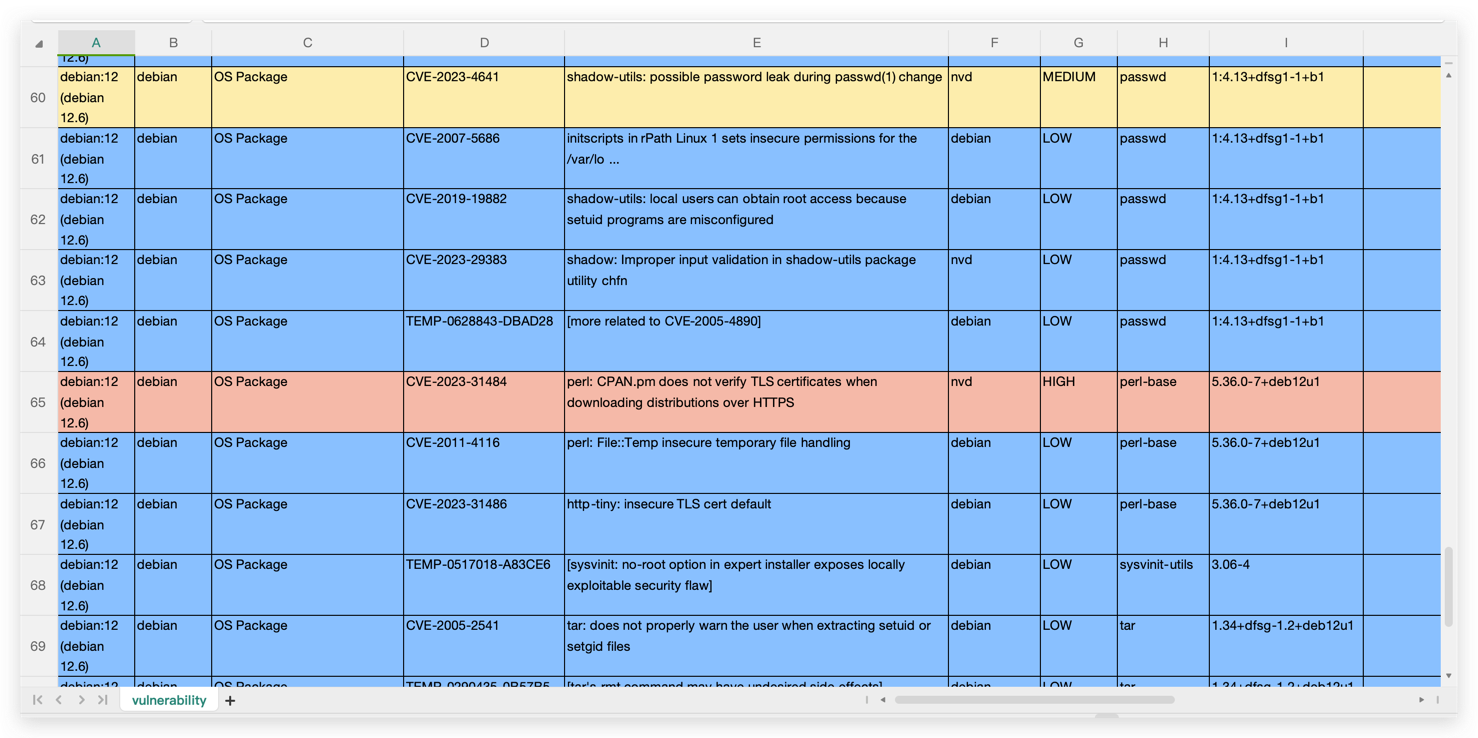 A B C D E F G H I
12.6)
60 debian:12 (debian 12.6) debian OS Package CVE-2023-4641 shadow-utils: possible password leak during passwd(1) change nvd MEDIUM passwd 1:4.13+dfsg1-1+b1
61 debian:12 (debian 12.6) debian OS Package CVE-2007-5686 initscripts in rPath Linux 1 sets insecure permissions for the /var/lo ... debian LOW passwd 1:4.13+dfsg1-1+b1
62 debian:12 (debian 12.6) debian OS Package CVE-2019-19882 shadow-utils: local users can obtain root access because setuid programs are misconfigured debian LOW passwd 1:4.13+dfsg1-1+b1
63 debian:12 (debian 12.6) debian OS Package CVE-2023-29383 shadow: Improper input validation in shadow-utils package utility chfn nvd LOW passwd 1:4.13+dfsg1-1+b1
64 debian:12 (debian 12.6) debian OS Package TEMP-0628843-DBAD28 [more related to CVE-2005-4890] debian LOW passwd 1:4.13+dfsg1-1+b1
65 debian:12 (debian 12.6) debian OS Package CVE-2023-31484 perl: CPAN.pm does not verify TLS certificates when downloading distributions over HTTPS nvd HIGH perl-base 5.36.0-7+deb12u1
66 debian:12 (debian 12.6) debian OS Package CVE-2011-4116 perl: File::Temp insecure temporary file handling debian LOW perl-base 5.36.0-7+deb12u1
67 debian:12 (debian 12.6) debian OS Package CVE-2023-31486 http-tiny: insecure TLS cert default debian LOW perl-base 5.36.0-7+deb12u1
68 debian:12 (debian 12.6) debian OS Package TEMP-0517018-A83CE6 [sysvinit: no-root option in expert installer exposes locally exploitable security flaw] debian LOW sysvinit-utils 3.06-4
69 debian:12 (debian 12.6) debian OS Package CVE-2005-2541 tar: does not properly warn the user when extracting setuid or setgid files debian LOW tar 1.34+dfsg-1.2+deb12u1
debian:12 debian OS Package TEMP-0290435-0B57B5 [tar's rmt command may have undesired side effects] debian LOW tar 1.34+dfsg-1.2+deb12u1
vulnerability +